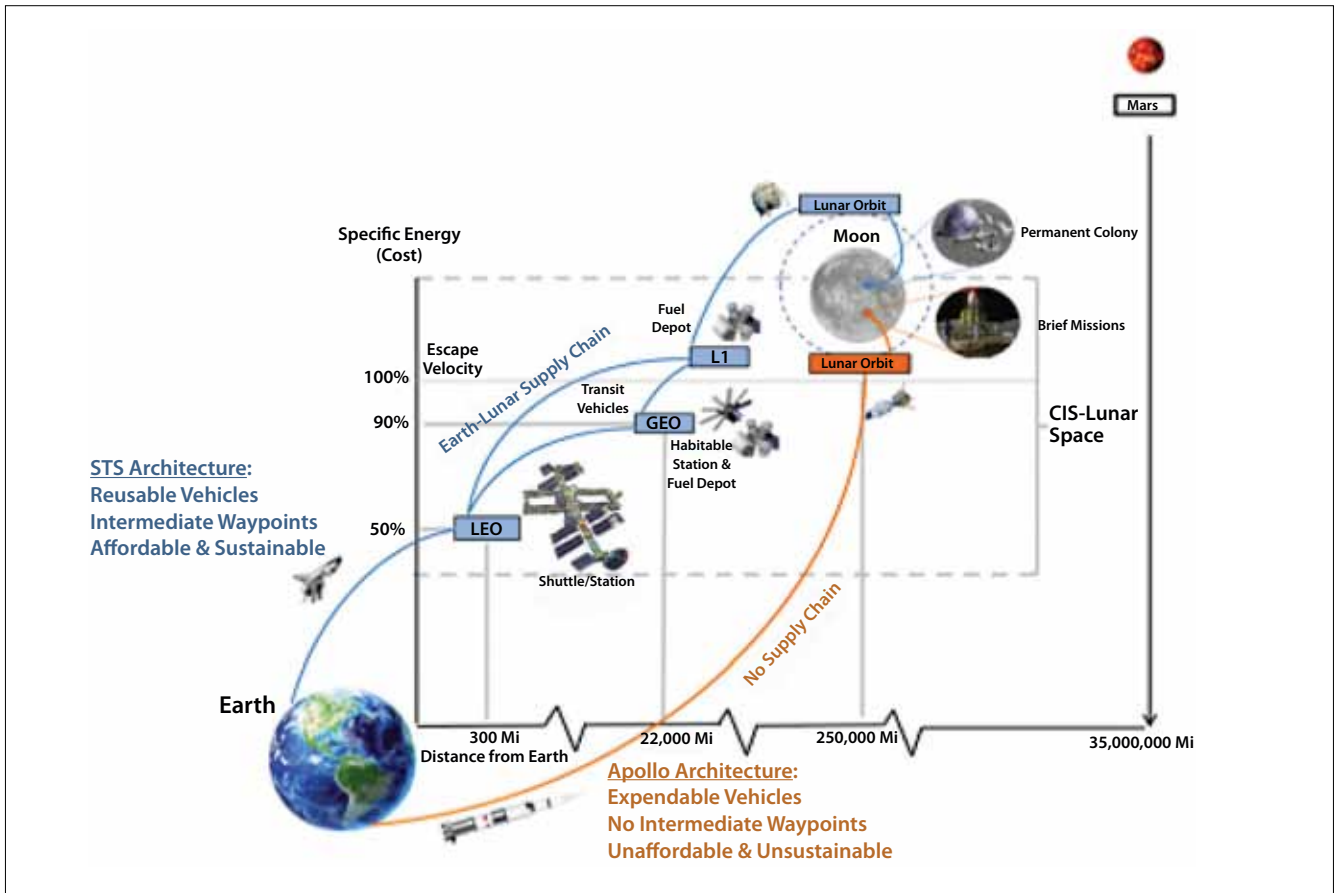 Mars
Lunar Orbit
Moon
Permanent Colony
Specific Energy
(Cost)
Fuel
Depot
Brief Missions
Earth-Lunar Supply Chain
Escape
Velocity
L1
Lunar Orbit
100%
Transit
Vehicles
90%
GEO
CIS-Lunar
Space
Habitable
Station &
Fuel Depot
STS Architecture:
Reusable Vehicles
Intermediate Waypoints
Affordable & Sustainable
50%
LEO
Shuttle/Station
No Supply Chain
Earth
300 Mi
22,000 Mi
250,000 Mi
35,000,000 Mi
Distance from Earth
Apollo Architecture:
Expendable Vehicles
No Intermediate Waypoints
Unaffordable & Unsustainable